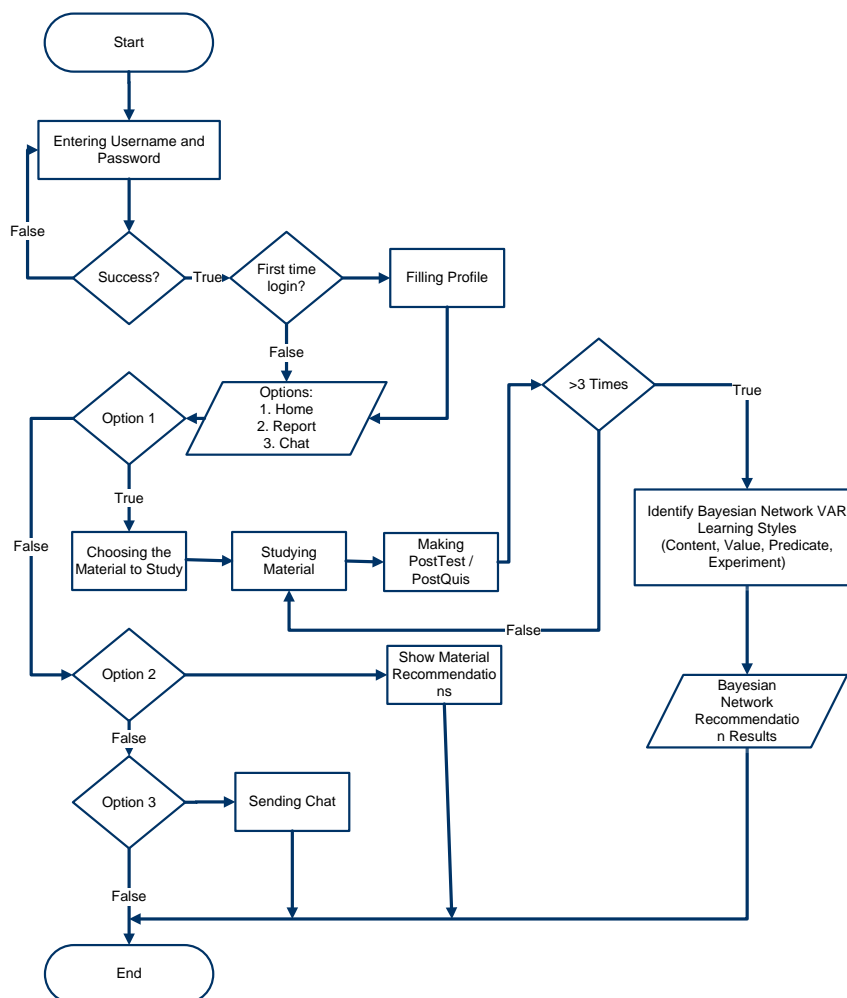 Start
Entering Username and
Password
False
Success?
True
First time
login?
Filling Profile
False
Options:
1. Home
2. Report
3. Chat
Option 1
>3 Times
True
True
False
Choosing the
Material to Study
Studying
Material
Making
PostTest /
PostQuis
Identify Bayesian Network VAR
Learning Styles
(Content, Value, Predicate,
Experiment)
False
Option 2
Show Material
Recommendatio
ns
Bayesian
Network
Recommendatio
n Results
False
Option 3
Sending Chat
False
End